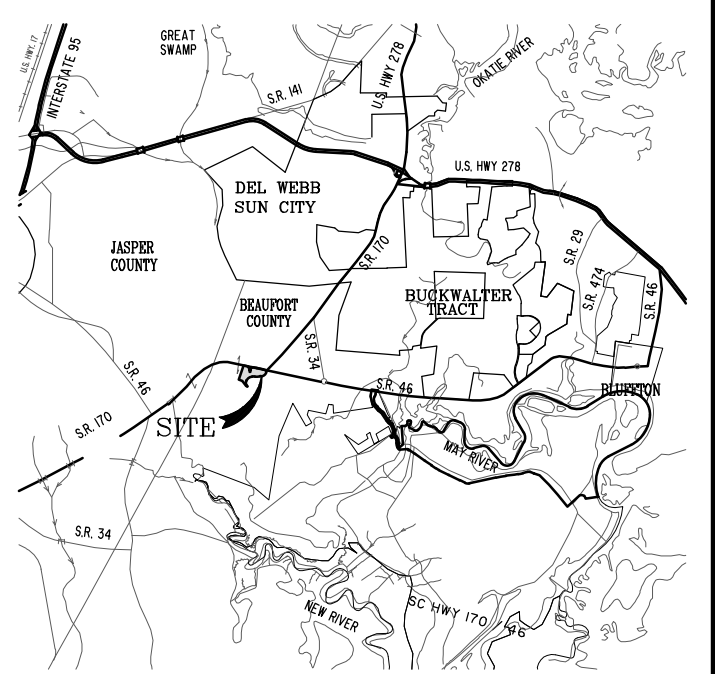 GREAT
SWAMP
U.S. HWY. 17
INTERSTATE 95
S.R. 141
U.S. HWY 278
OKATIE RIVER
U.S. HWY 278
DEL WEBB
SUN CITY
JASPER
COUNTY
S.R. 170
S.R. 29
S.R. 474
S.R. 46
BUCKWALTER
TRACT
BEAUFORT
COUNTY
S.R. 34
S.R. 46
S.R. 46
BLUFFTON
S.R. 170
SITE
MAY RIVER
S.R. 34
NEW RIVER
SC HWY 170
46